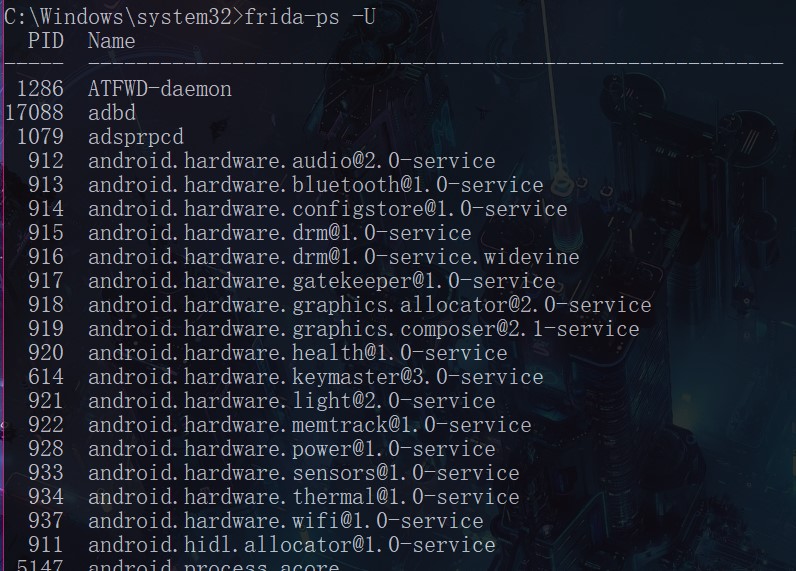 C:\Windows\system32>frida-ps -U
  PID  Name
-----  ----------------------------------------------------------
 1286  ATFWD-daemon
17088  adbd
 1079  adsprpcd
  912  android.hardware.audio@2.0-service
  913  android.hardware.bluetooth@1.0-service
  914  android.hardware.configstore@1.0-service
  915  android.hardware.drm@1.0-service
  916  android.hardware.drm@1.0-service.widevine
  917  android.hardware.gatekeeper@1.0-service
  918  android.hardware.graphics.allocator@2.0-service
  919  android.hardware.graphics.composer@2.1-service
  920  android.hardware.health@1.0-service
  614  android.hardware.keymaster@3.0-service
  921  android.hardware.light@2.0-service
  922  android.hardware.memtrack@1.0-service
  928  android.hardware.power@1.0-service
  933  android.hardware.sensors@1.0-service
  934  android.hardware.thermal@1.0-service
  937  android.hardware.wifi@1.0-service
  911  android.hidl.allocator@1.0-service
 5147  android.process.acore